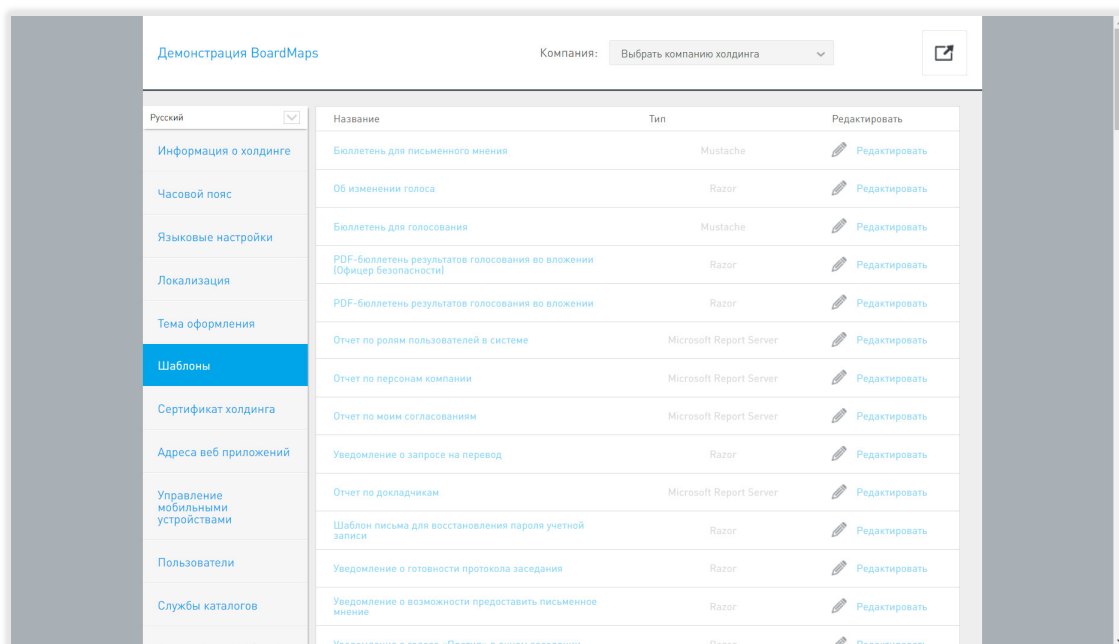 Демонстрация BoardMaps
Компания: Выбрать компанию холдинга
Русский
Информация о холдинге
Часовой пояс
Языковые настройки
Локализация
Тема оформления
Шаблоны
Сертификат холдинга
Адреса веб приложений
Управление
мобильными
устройствами
Пользователи
Службы каталогов
Название Тип Редактировать
Бюллетень для письменного мнения Mustache Редактировать
Об изменении голоса Razor Редактировать
Бюллетень для голосования Mustache Редактировать
PDF-бюллетень результатов голосования во вложении
(Офицер безопасности) Razor Редактировать
PDF-бюллетень результатов голосования во вложении Razor Редактировать
Отчет по ролям пользователей в системе Microsoft Report Server Редактировать
Отчет по персонам компании Microsoft Report Server Редактировать
Отчет по моим согласованиям Microsoft Report Server Редактировать
Уведомление о запросе на перевод Razor Редактировать
Отчет по докладчикам Microsoft Report Server Редактировать
Шаблон письма для восстановления пароля учетной
записи Razor Редактировать
Уведомление о готовности протокола заседания Razor Редактировать
Уведомление о возможности предоставить письменное
мнение Razor Редактировать
Razor Редактировать